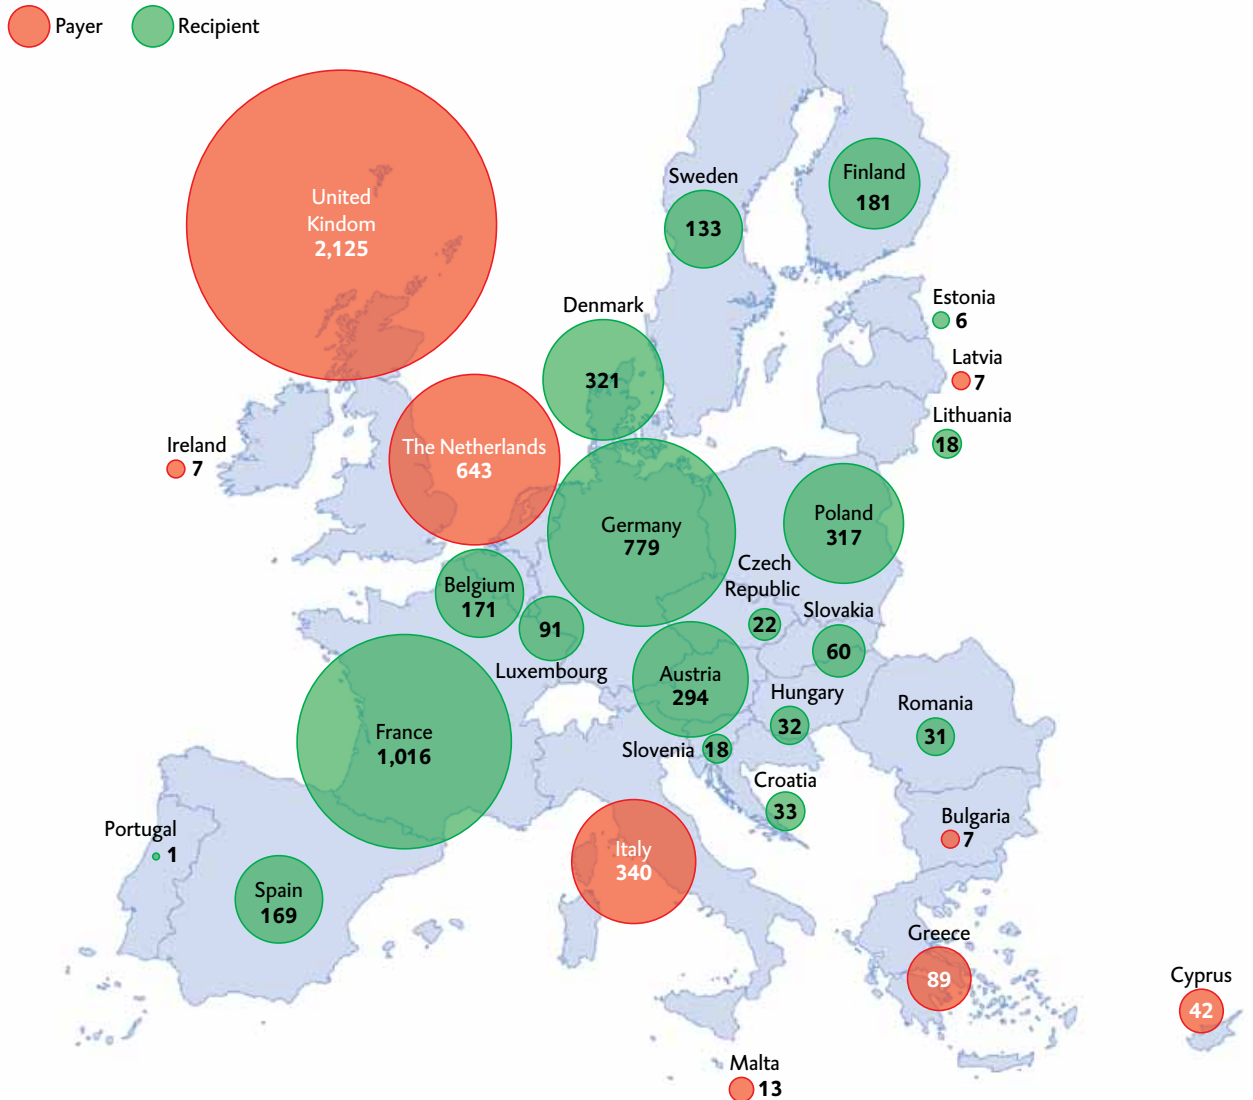 Payer
Recipient
United
Kindom
2,125
Finland
181
Sweden
133
Denmark
321
Estonia
6
Latvia
7
Lithuania
18
Ireland
7
The Netherlands
643
Germany
779
Poland
317
Czech
Republic
22
Slovakia
60
Belgium
171
91
Luxembourg
Austria
294
Hungary
32
Romania
31
France
1,016
Slovenia 18
Croatia
33
Bulgaria
7
Portugal
1
Italy
340
Spain
169
Greece
89
Cyprus
42
Malta
13